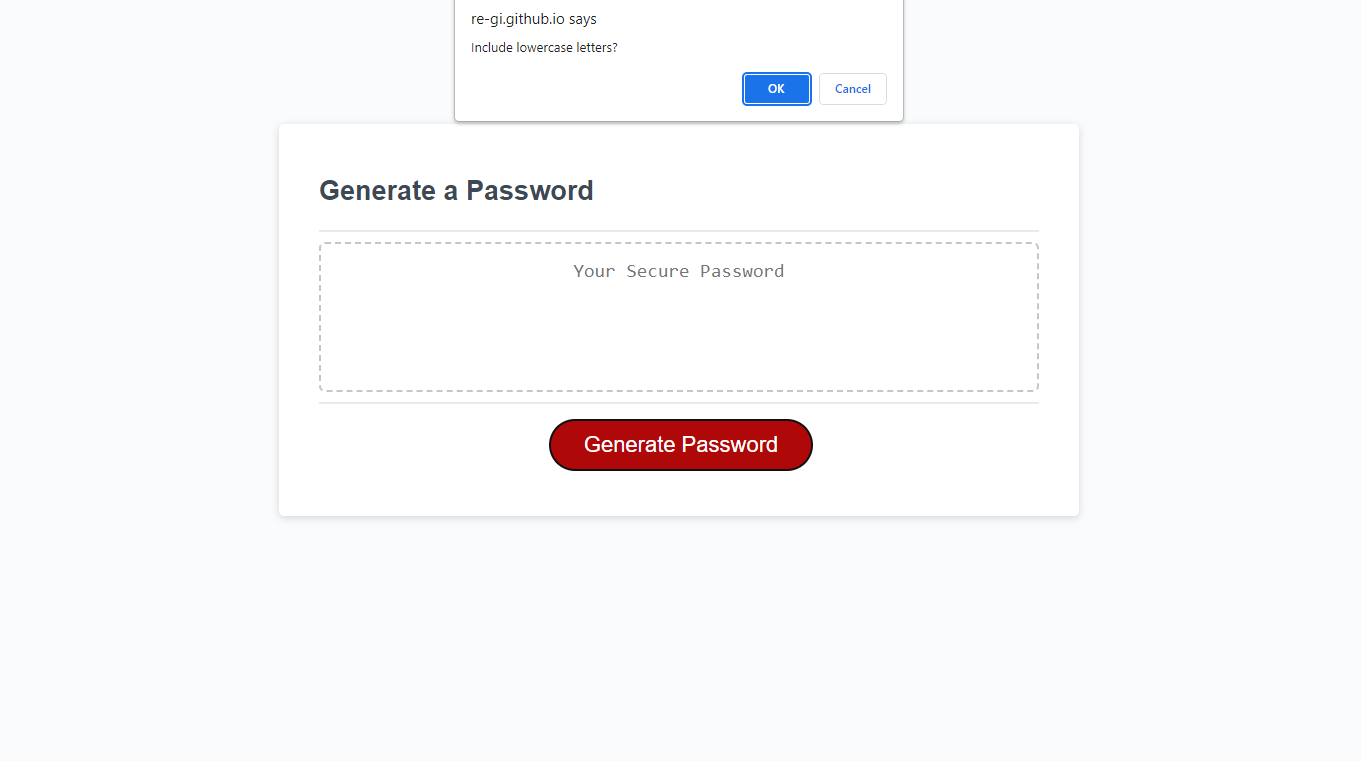 re-gi.github.io says
Include lowercase letters?
OK
Cancel
Generate a Password
Your Secure Password
Generate Password